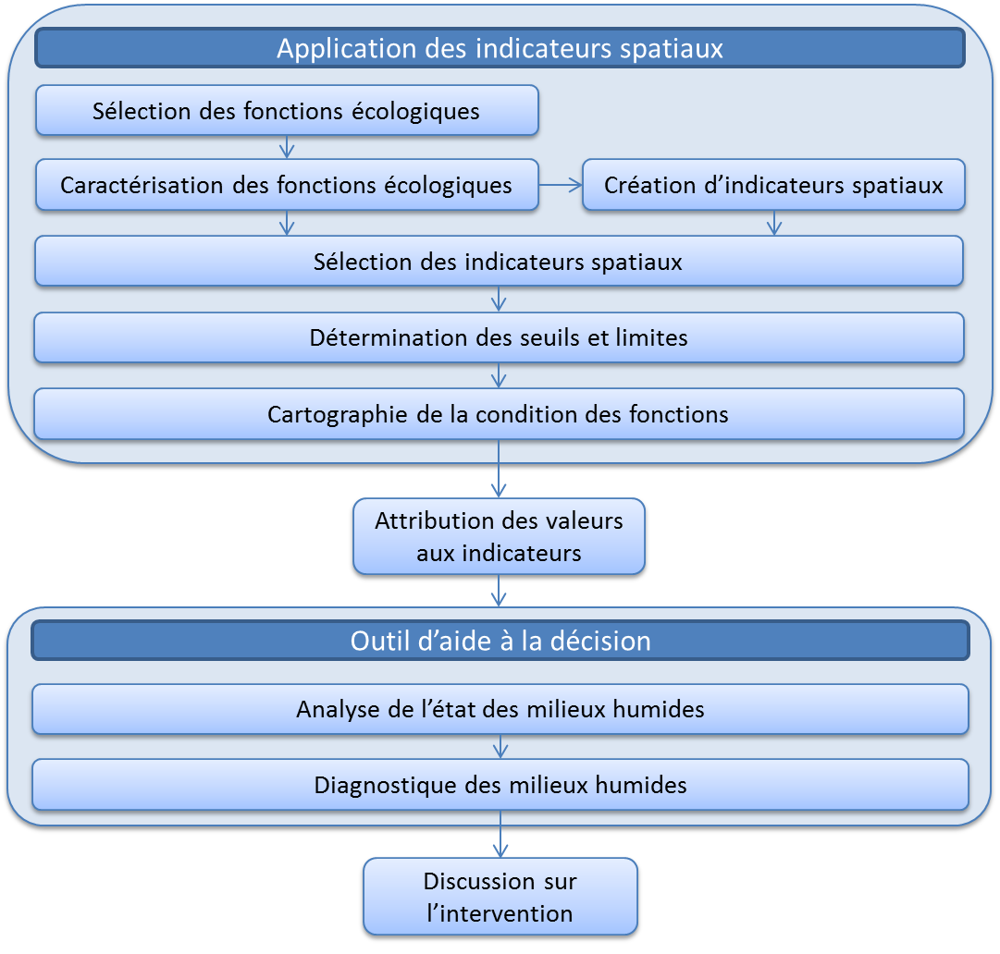 Application des indicateurs spatiaux
Sélection des fonctions écologiques
Caractérisation des fonctions écologiques
Création d’indicateurs spatiaux
Sélection des indicateurs spatiaux
Détermination des seuils et limites
Cartographie de la condition des fonctions
Attribution des valeurs
aux indicateurs
Outil d’aide à la décision
Analyse de l’état des milieux humides
Diagnostique des milieux humides
Discussion sur
l’intervention